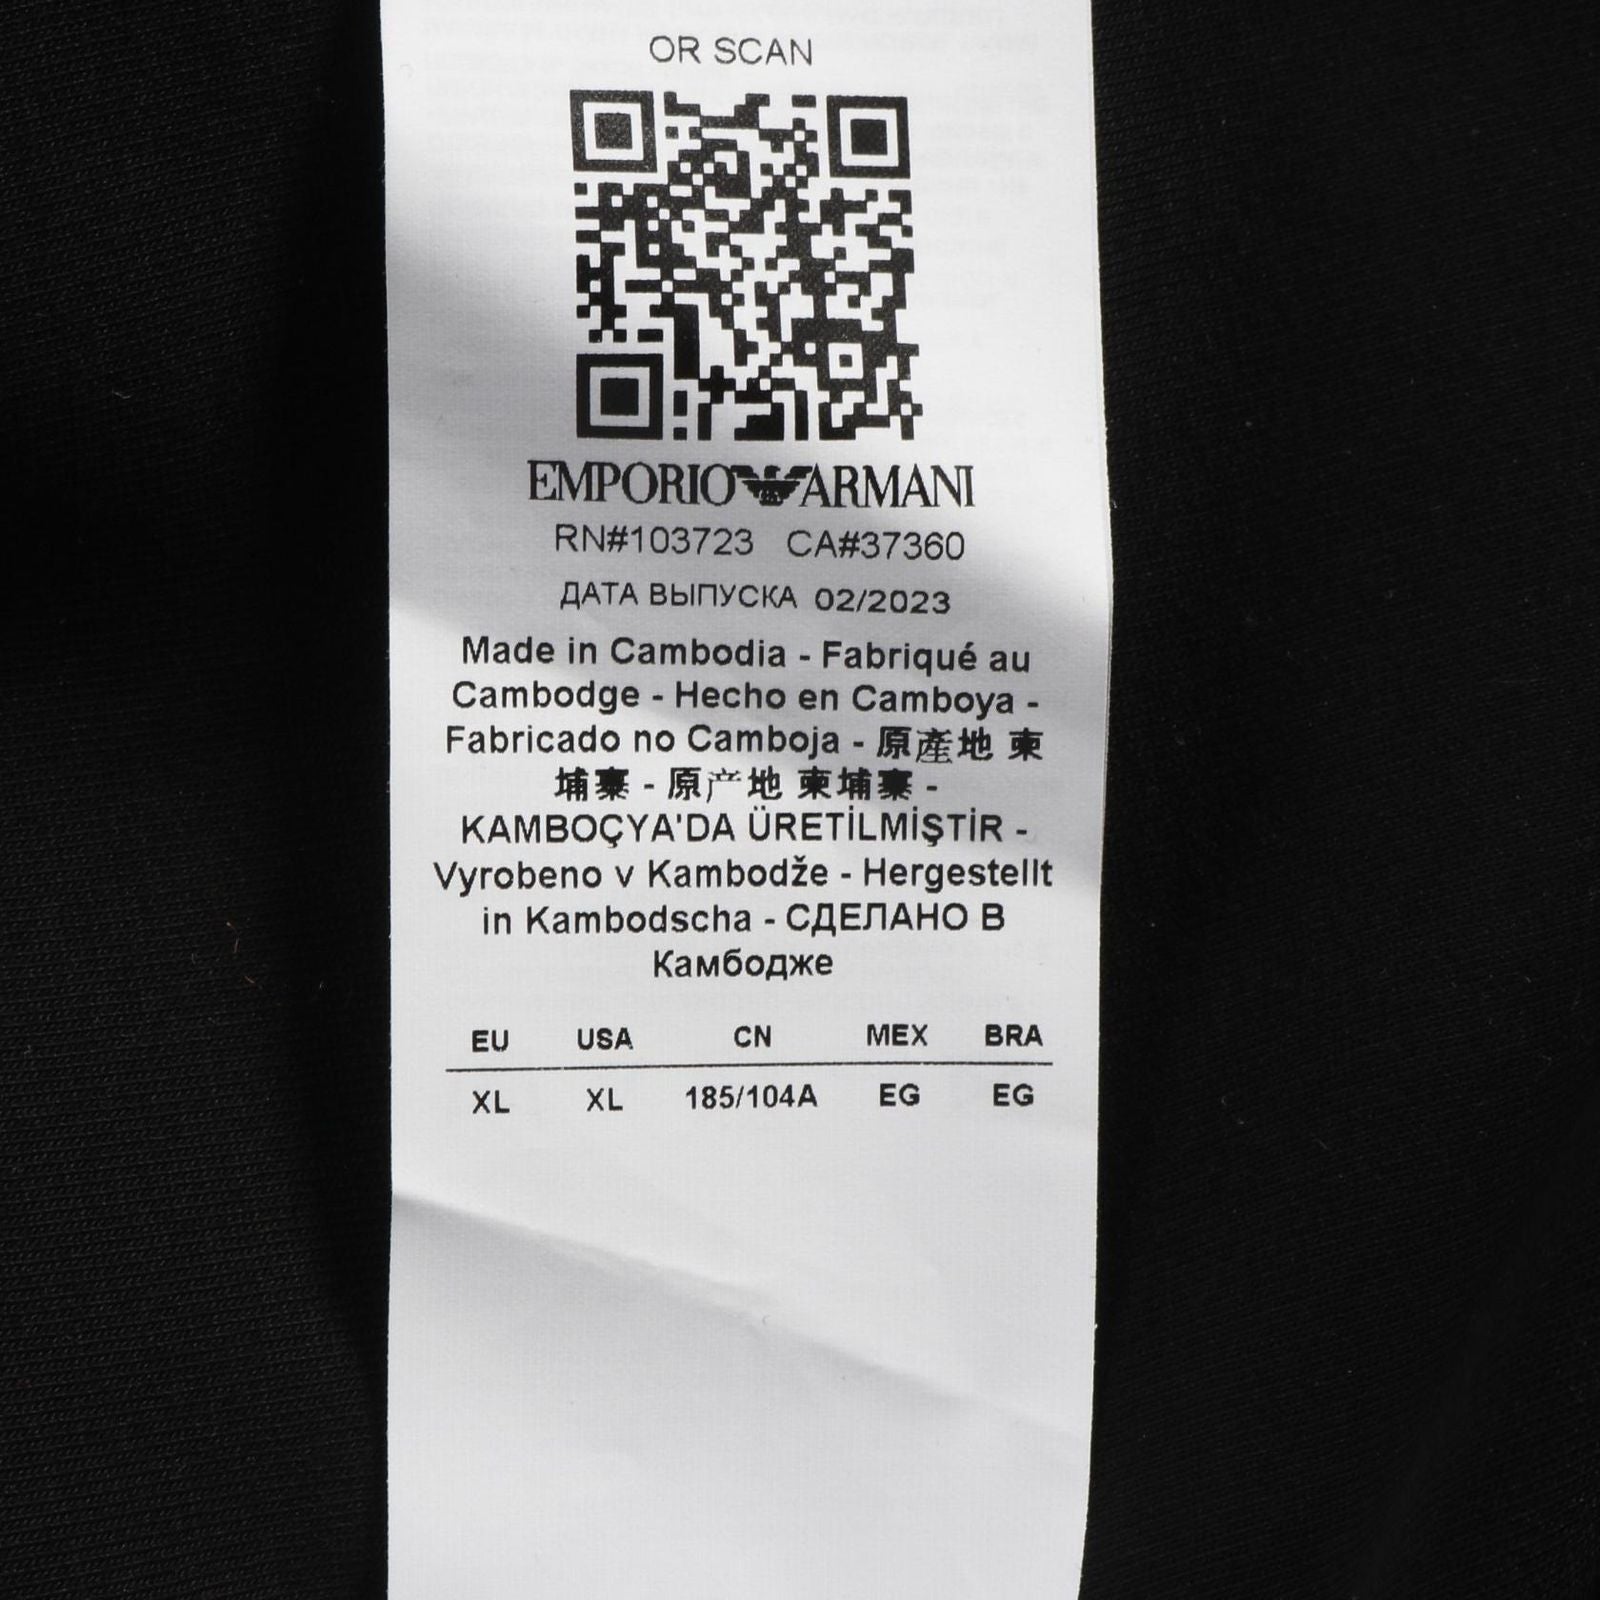 OR SCAN
EMPORIO ARMANI
RN#103723 CA#37360
ДАТА ВЫПУСКА 02/2023
Made in Cambodia - Fabriqué au
Cambodge - Hecho en Camboya -
Fabricado no Camboja - 原產地 柬
埔寨 - 原产地 柬埔寨 -
KAMBOÇYA'DA ÜRETİLMİŞTİR -
Vyrobeno v Kambodže - Hergestellt
in Kambodscha - СДЕЛАНО В
Камбодже
EU USA CN MEX BRA
XL XL 185/104A EG EG